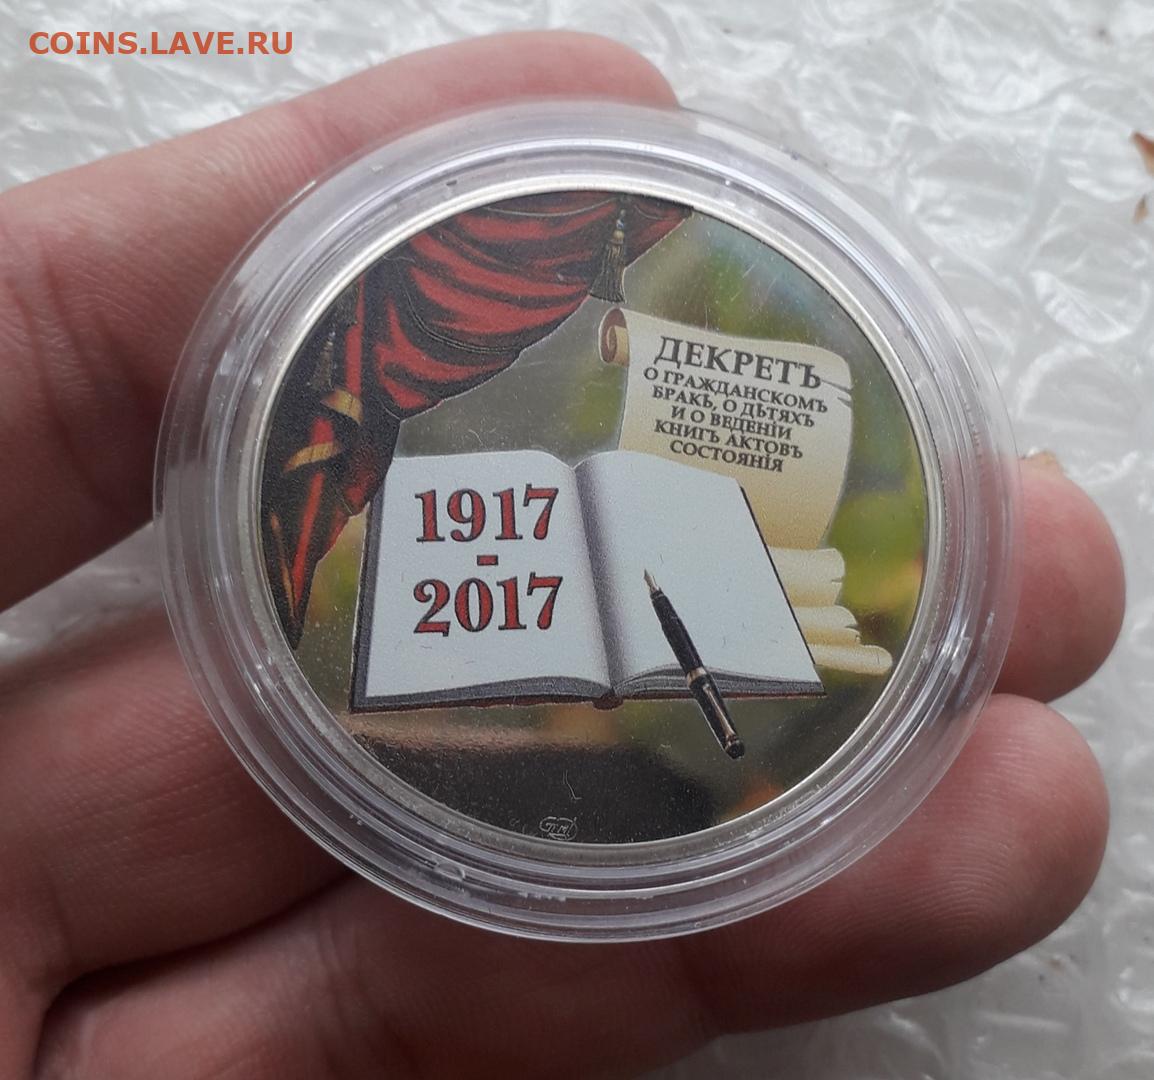 COINS.LAVE.RU
ДЕКРЕТЪ
О ГРАЖДАНСКОМЪ
БРАКѢ, О ДѢТЯХЪ
И О ВЕДЕНІИ
КНИГЪ АКТОВЪ
СОСТОЯНІЯ
1917
-
2017